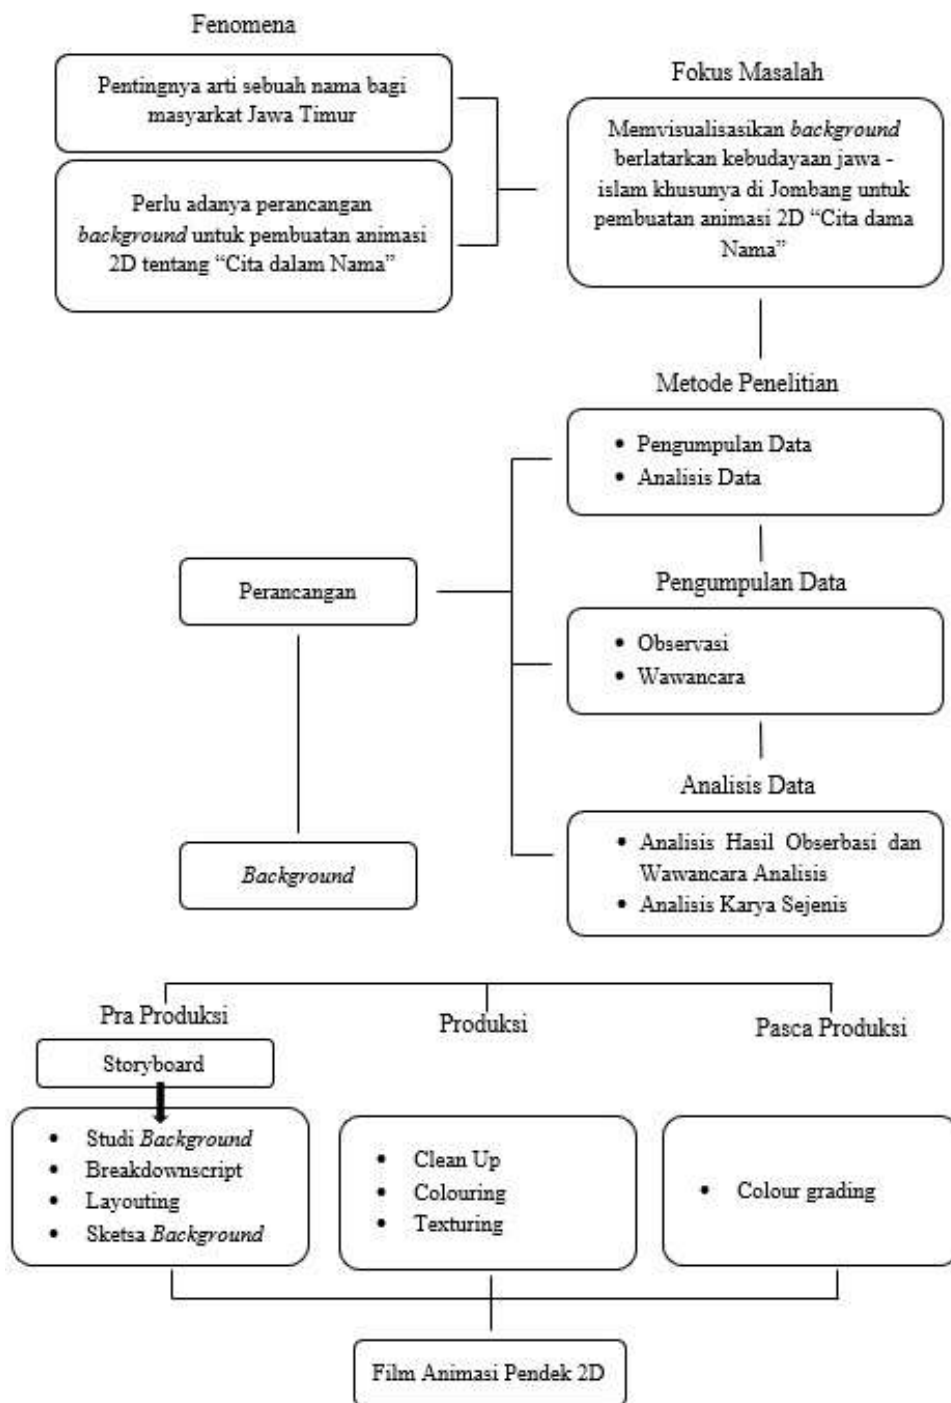 Fenomena
Pentingnya arti sebuah nama bagi
masyarkat Jawa Timur
Perlu adanya perancangan
background untuk pembuatan animasi
2D tentang “Cita dalam Nama”
Fokus Masalah
Memvisualisasikan background
berlatarkan kebudayaan jawa -
islam khusunya di Jombang untuk
pembuatan animasi 2D “Cita dama
Nama”
Metode Penelitian
• Pengumpulan Data
• Analisis Data
Perancangan
Pengumpulan Data
• Observasi
• Wawancara
Analisis Data
• Analisis Hasil Obserbasi dan
Wawancara Analisis
• Analisis Karya Sejenis
Background
Pra Produksi
Storyboard
• Studi Background
• Breakdownscript
• Layouting
• Sketsa Background
Produksi
• Clean Up
• Colouring
• Texturing
Pasca Produksi
• Colour grading
Film Animasi Pendek 2D